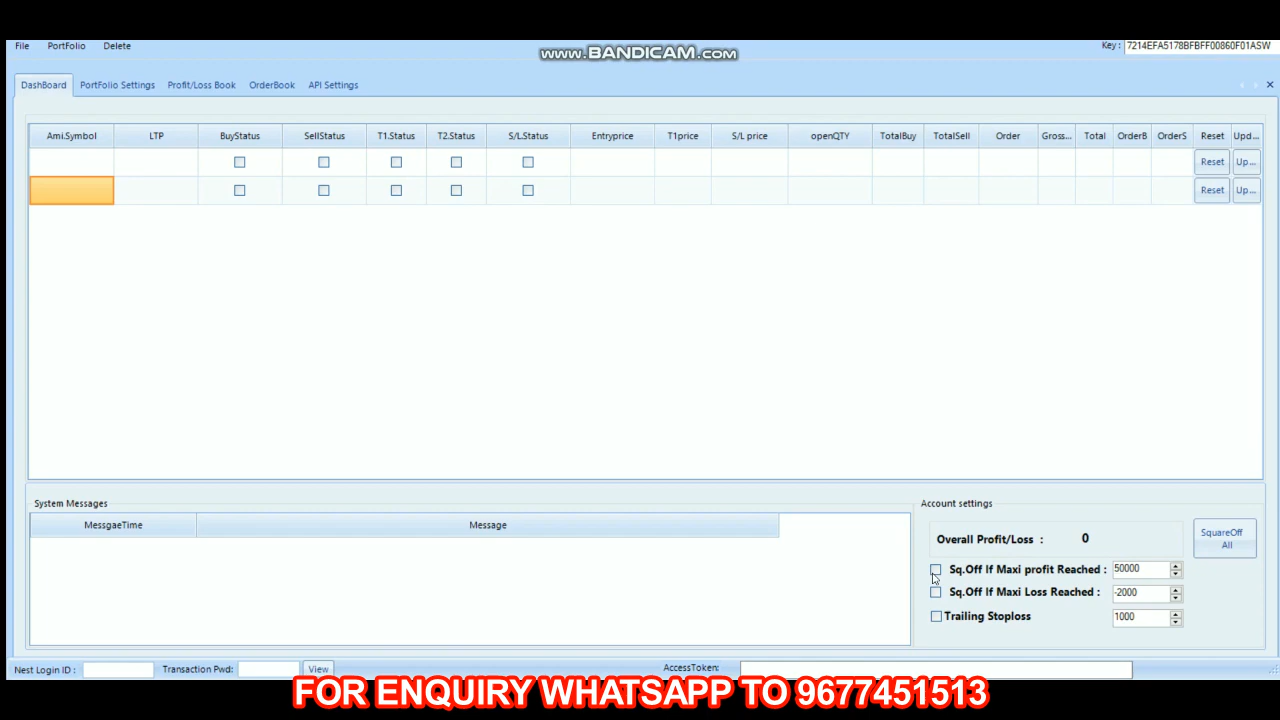 www.BANDICAM.com
File PortFolio Delete Key : 7214EFA5178BFBFF00860F01ASW
DashBoard PortFolio Settings Profit/Loss Book OrderBook API Settings
Ami.Symbol LTP BuyStatus SellStatus T1.Status T2.Status S/L.Status Entryprice T1price S/L price openQTY TotalBuy TotalSell Order Gross... Total OrderB OrderS Reset Upd...
Reset Up...
Reset Up...
System Messages
MessgaeTime Message
Account settings
Overall Profit/Loss : 0
SquareOff
All
Sq.Off If Maxi profit Reached : 50000
Sq.Off If Maxi Loss Reached : -2000
Trailing Stoploss 1000
Nest Login ID : Transaction Pwd: View AccessToken:
FOR ENQUIRY WHATSAPP TO 9677451513